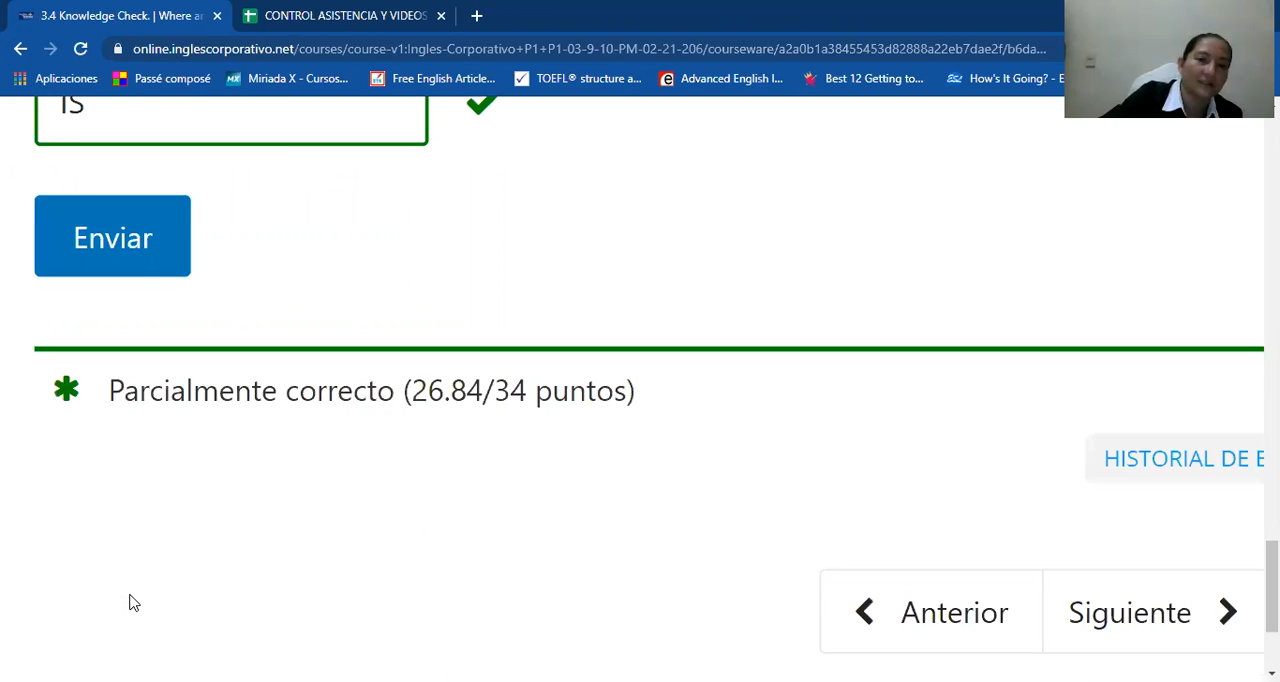 3.4 Knowledge Check. | Where ar
CONTROL ASISTENCIA Y VIDEOS
online.inglescorporativo.net/courses/course-v1:Ingles-Corporativo+P1+P1-03-9-10-PM-02-21-206/courseware/a2a0b1a38455453d82888a22eb7dae2f/b6da...
Aplicaciones
Passé composé
Miriada X - Cursos...
Free English Article...
TOEFL® structure a...
Advanced English l...
Best 12 Getting to...
How's It Going? - E
IS
Enviar
Parcialmente correcto (26.84/34 puntos)
HISTORIAL DE E
Anterior
Siguiente